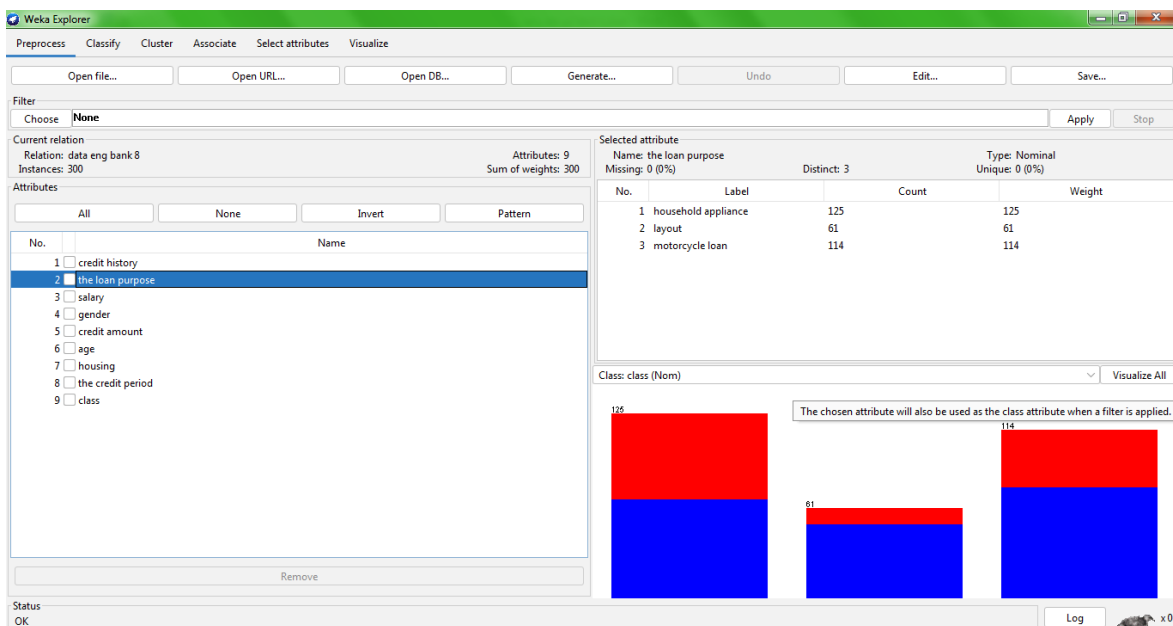 Weka Explorer
Preprocess Classify Cluster Associate Select attributes Visualize
Open file... Open URL... Open DB... Generate... Undo Edit... Save...
Filter
Choose None Apply Stop
Current relation
Relation: data eng bank 8 Attributes: 9
Instances: 300 Sum of weights: 300
Attributes
All None Invert Pattern
No. Name
1 credit history
2 the loan purpose
3 salary
4 gender
5 credit amount
6 age
7 housing
8 the credit period
9 class
Remove
Selected attribute
Name: the loan purpose Type: Nominal
Missing: 0 (0%) Distinct: 3 Unique: 0 (0%)
No. Label Count Weight
1 household appliance 125 125
2 layout 61 61
3 motorcycle loan 114 114
Class: class (Nom) Visualize All
The chosen attribute will also be used as the class attribute when a filter is applied.
125
61
114
Status
OK
Log x 0